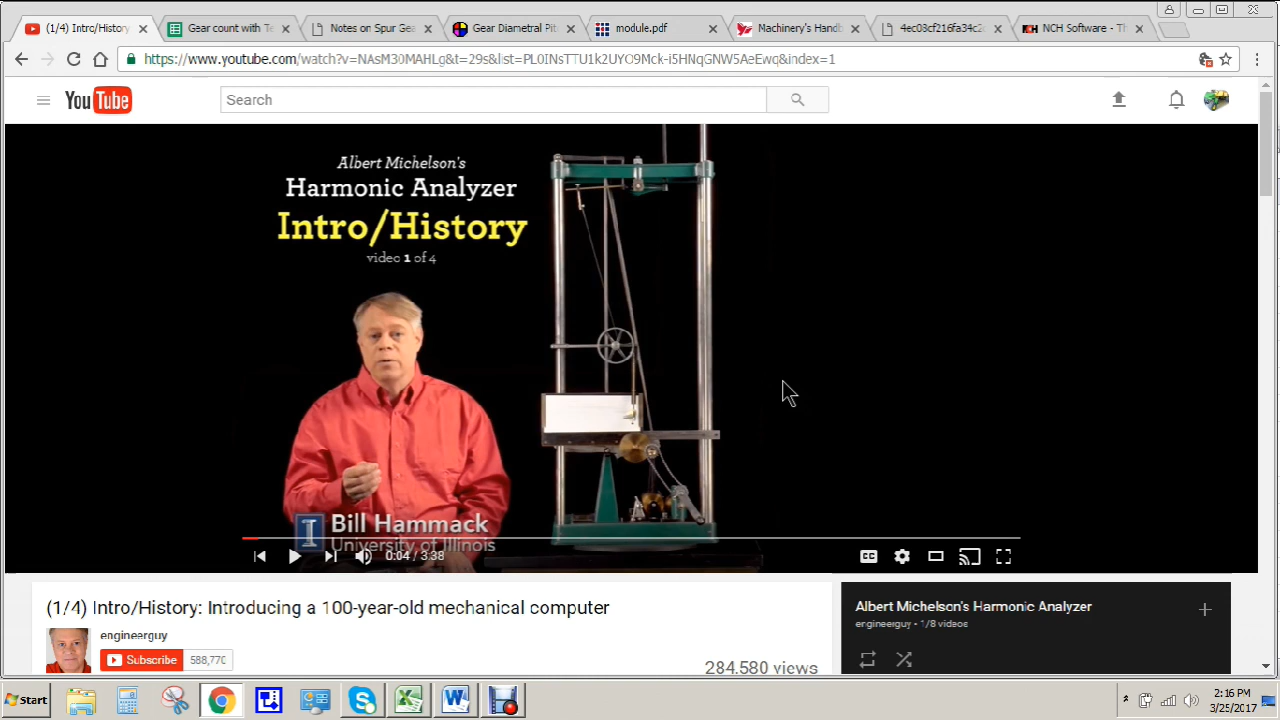 (1/4) Intro/History
Gear count with Te
Notes on Spur Gea
Gear Diametral Pit
module.pdf
Machinery's Handb
4ec03cf216fa34c2c
NCH Software - Th
https://www.youtube.com/watch?v=NAsM30MAHLg&t=29s&list=PL0INsTTU1k2UYO9Mck-i5HNqGNW5AeEwq&index=1
YouTube
Search
Albert Michelson's
Harmonic Analyzer
Intro/History
video 1 of 4
Bill Hammack
University of Illinois
0:04 / 3:38
CC
(1/4) Intro/History: Introducing a 100-year-old mechanical computer
engineerguy
Subscribe 588,770
284,580 views
Albert Michelson's Harmonic Analyzer
engineerguy - 1/8 videos
Start
2:16 PM
3/25/2017